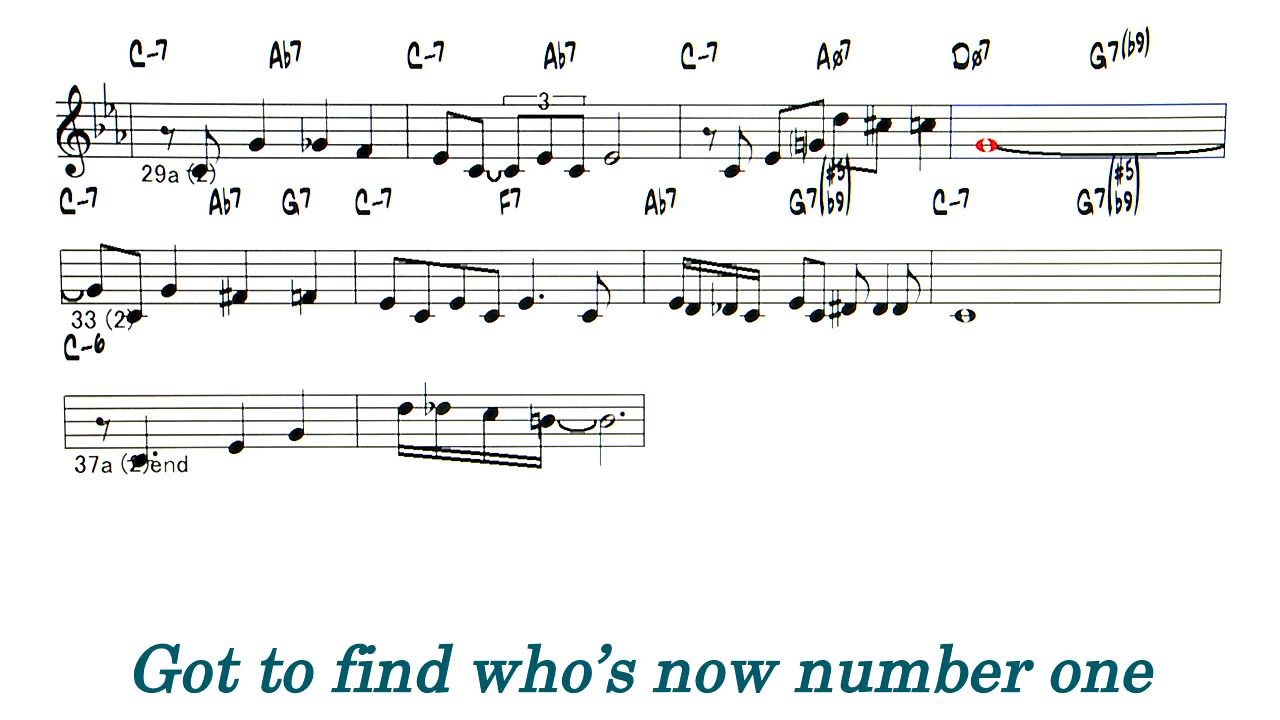 C-7 Ab7 C-7 Ab7 C-7 Aø7 Dø7 G7(b9)
3
29a (2)
C-7 Ab7 G7 C-7 F7 Ab7 G7(#5 b9) C-7 G7(#5 b9)
33 (2)
C-6
37a (2)end
Got to find who’s now number one